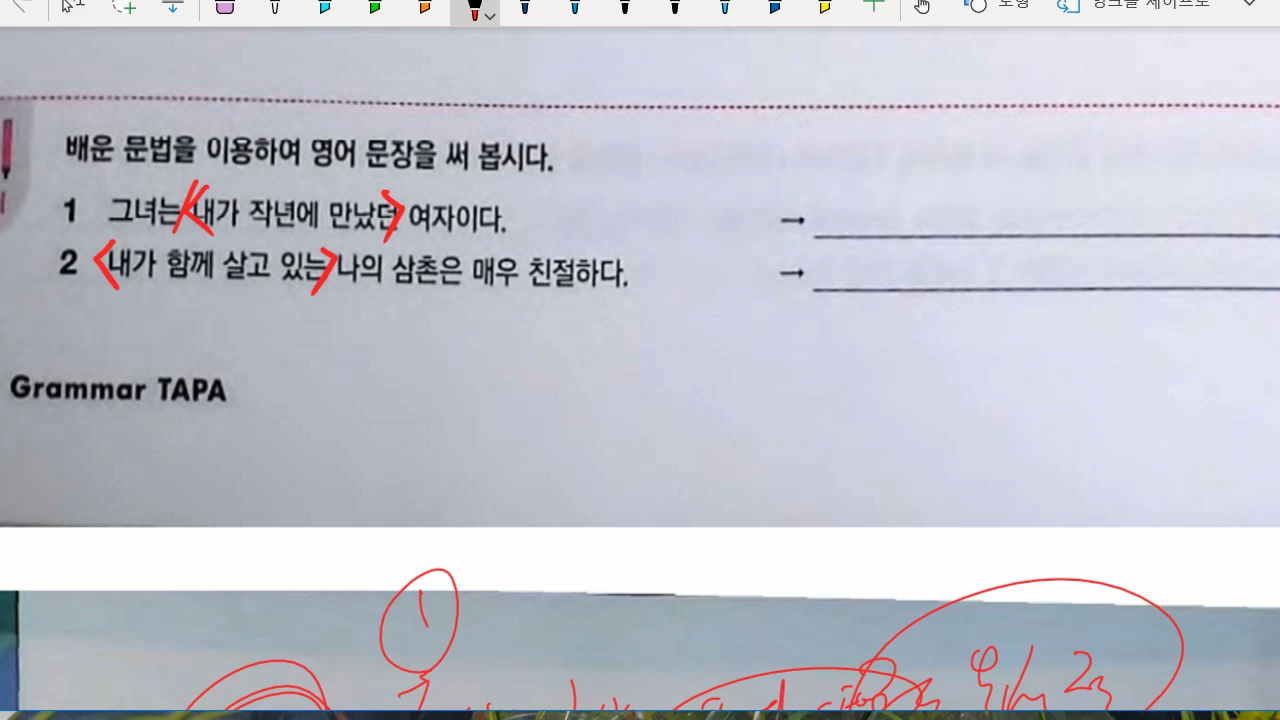 배운 문법을 이용하여 영어 문장을 써 봅시다.
1 그녀는 내가 작년에 만났던 여자이다. →
2 내가 함께 살고 있는 나의 삼촌은 매우 친절하다. →
Grammar TAPA
1